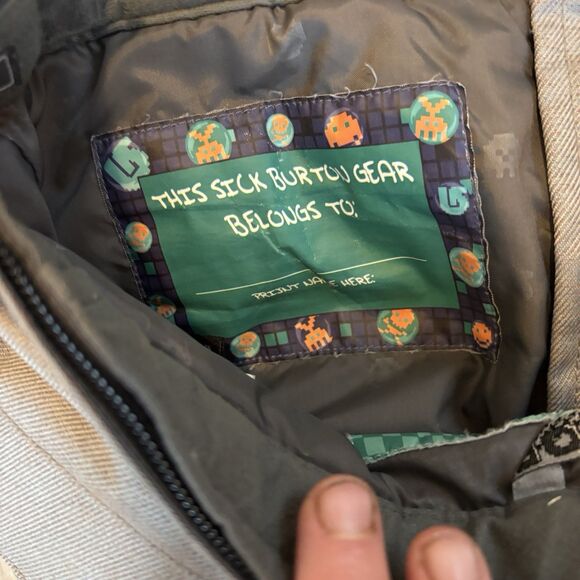 THIS SICK BURTON GEAR
BELONGS TO:
PRINT NAME HERE: